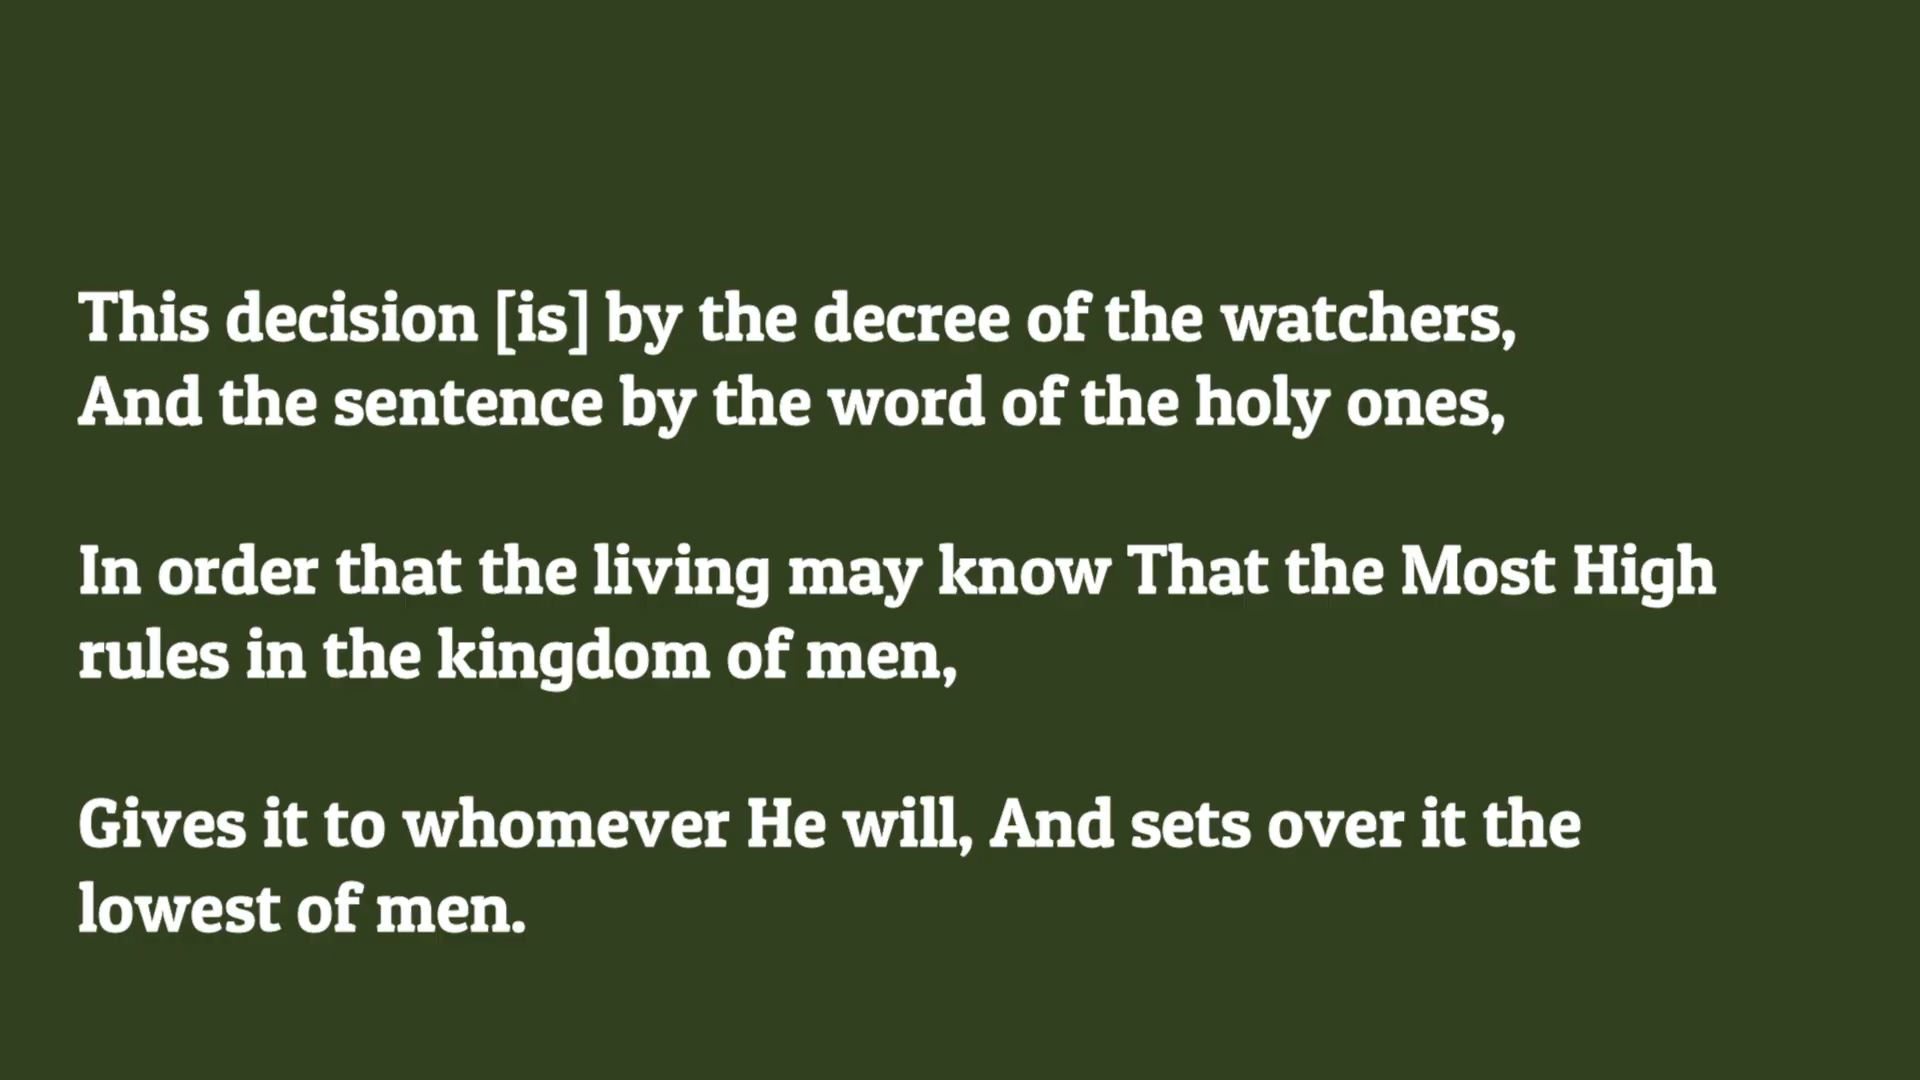 This decision [is] by the decree of the watchers,
And the sentence by the word of the holy ones,
In order that the living may know That the Most High
rules in the kingdom of men,
Gives it to whomever He will, And sets over it the
lowest of men.